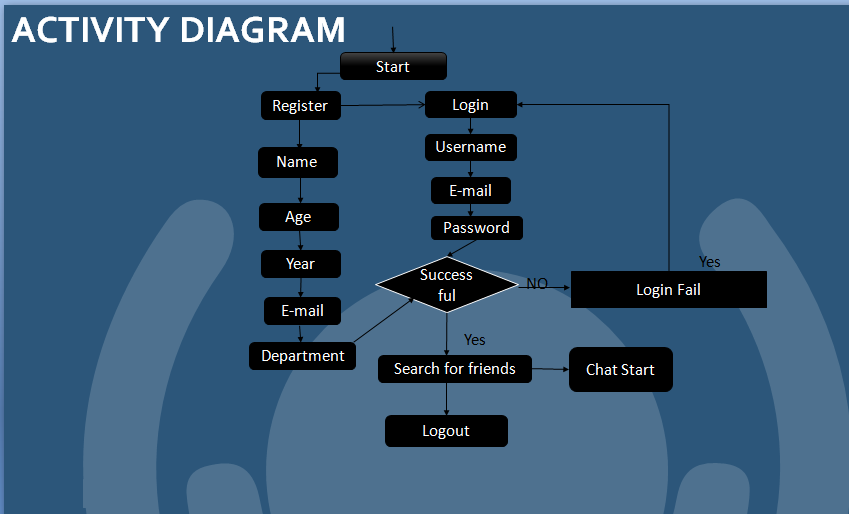 ACTIVITY DIAGRAM
Start
Register
Login
Name
Username
Age
E-mail
Year
Password
E-mail
Success
ful
NO
Yes
Login Fail
Department
Yes
Search for friends
Chat Start
Logout